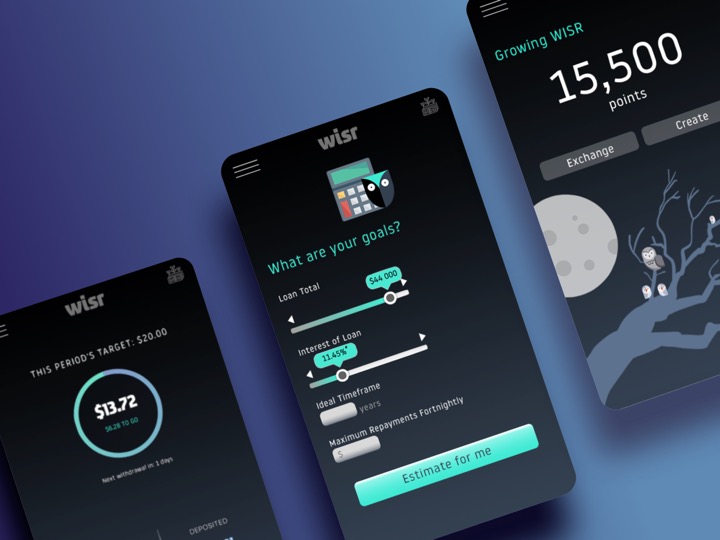 wisr
THIS PERIOD'S TARGET: $20.00
$13.72
$6.28 TO GO
Next withdrawal in: 1 days
DEPOSITED
wisr
What are your goals?
Loan Total
$44 000
Interest of Loan
11.45%*
Ideal Timeframe
years
Maximum Repayments Fortnightly
$
Estimate for me
Growing WISR
15,500
points
Exchange
Create